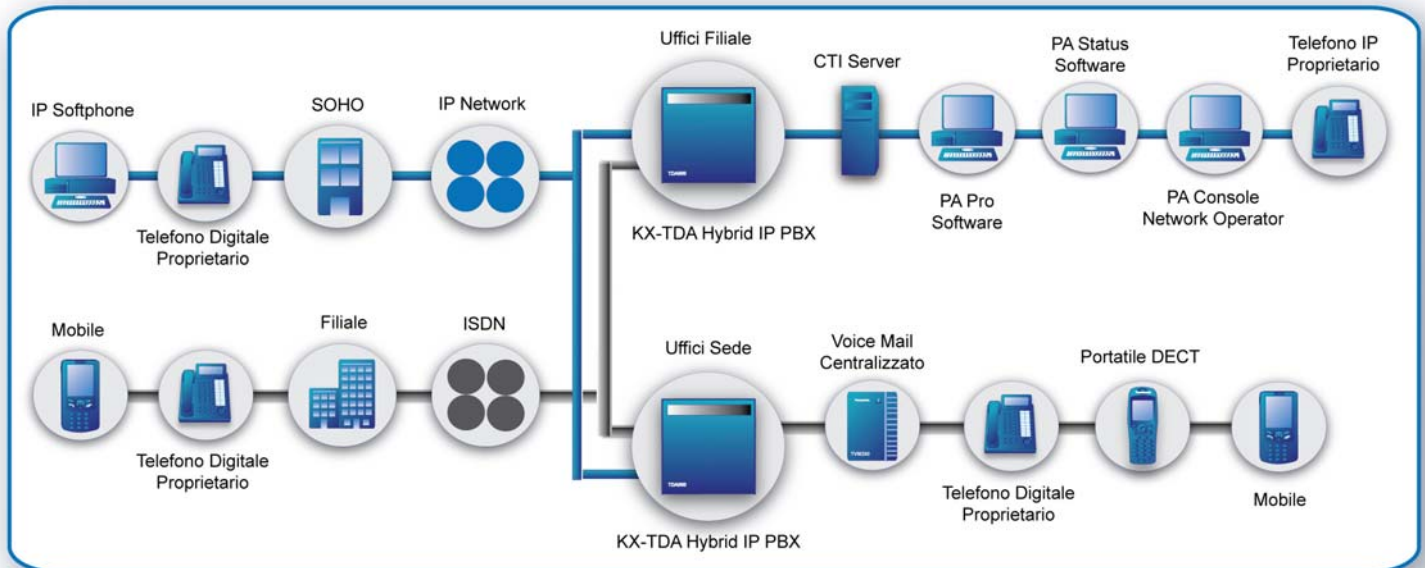 IP Softphone
Telefono Digitale
Proprietario
SOHO
IP Network
Uffici Filiale
KX-TDA Hybrid IP PBX
CTI Server
PA Pro
Software
PA Status
Software
PA Console
Network Operator
Telefono IP
Proprietario
Mobile
Telefono Digitale
Proprietario
Filiale
ISDN
Uffici Sede
KX-TDA Hybrid IP PBX
Voice Mail
Centralizzato
Telefono Digitale
Proprietario
Portatile DECT
Mobile